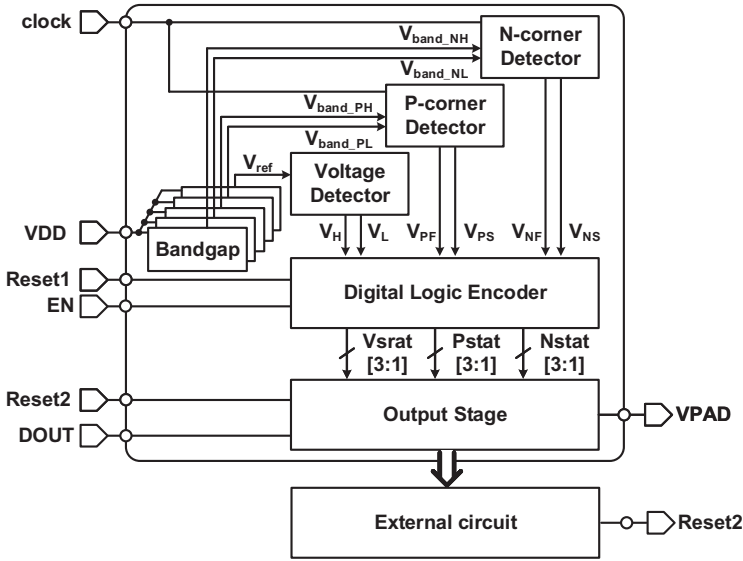 clock
N-corner
Detector
Vband_NH
Vband_NL
P-corner
Detector
Vband_PH
Vband_PL
Voltage
Detector
Vref
VDD
Bandgap
VH
VL
VPF
VPS
VNF
VNS
Reset1
EN
Digital Logic Encoder
Vsrat
[3:1]
Pstat
[3:1]
Nstat
[3:1]
Reset2
DOUT
Output Stage
VPAD
External circuit
Reset2